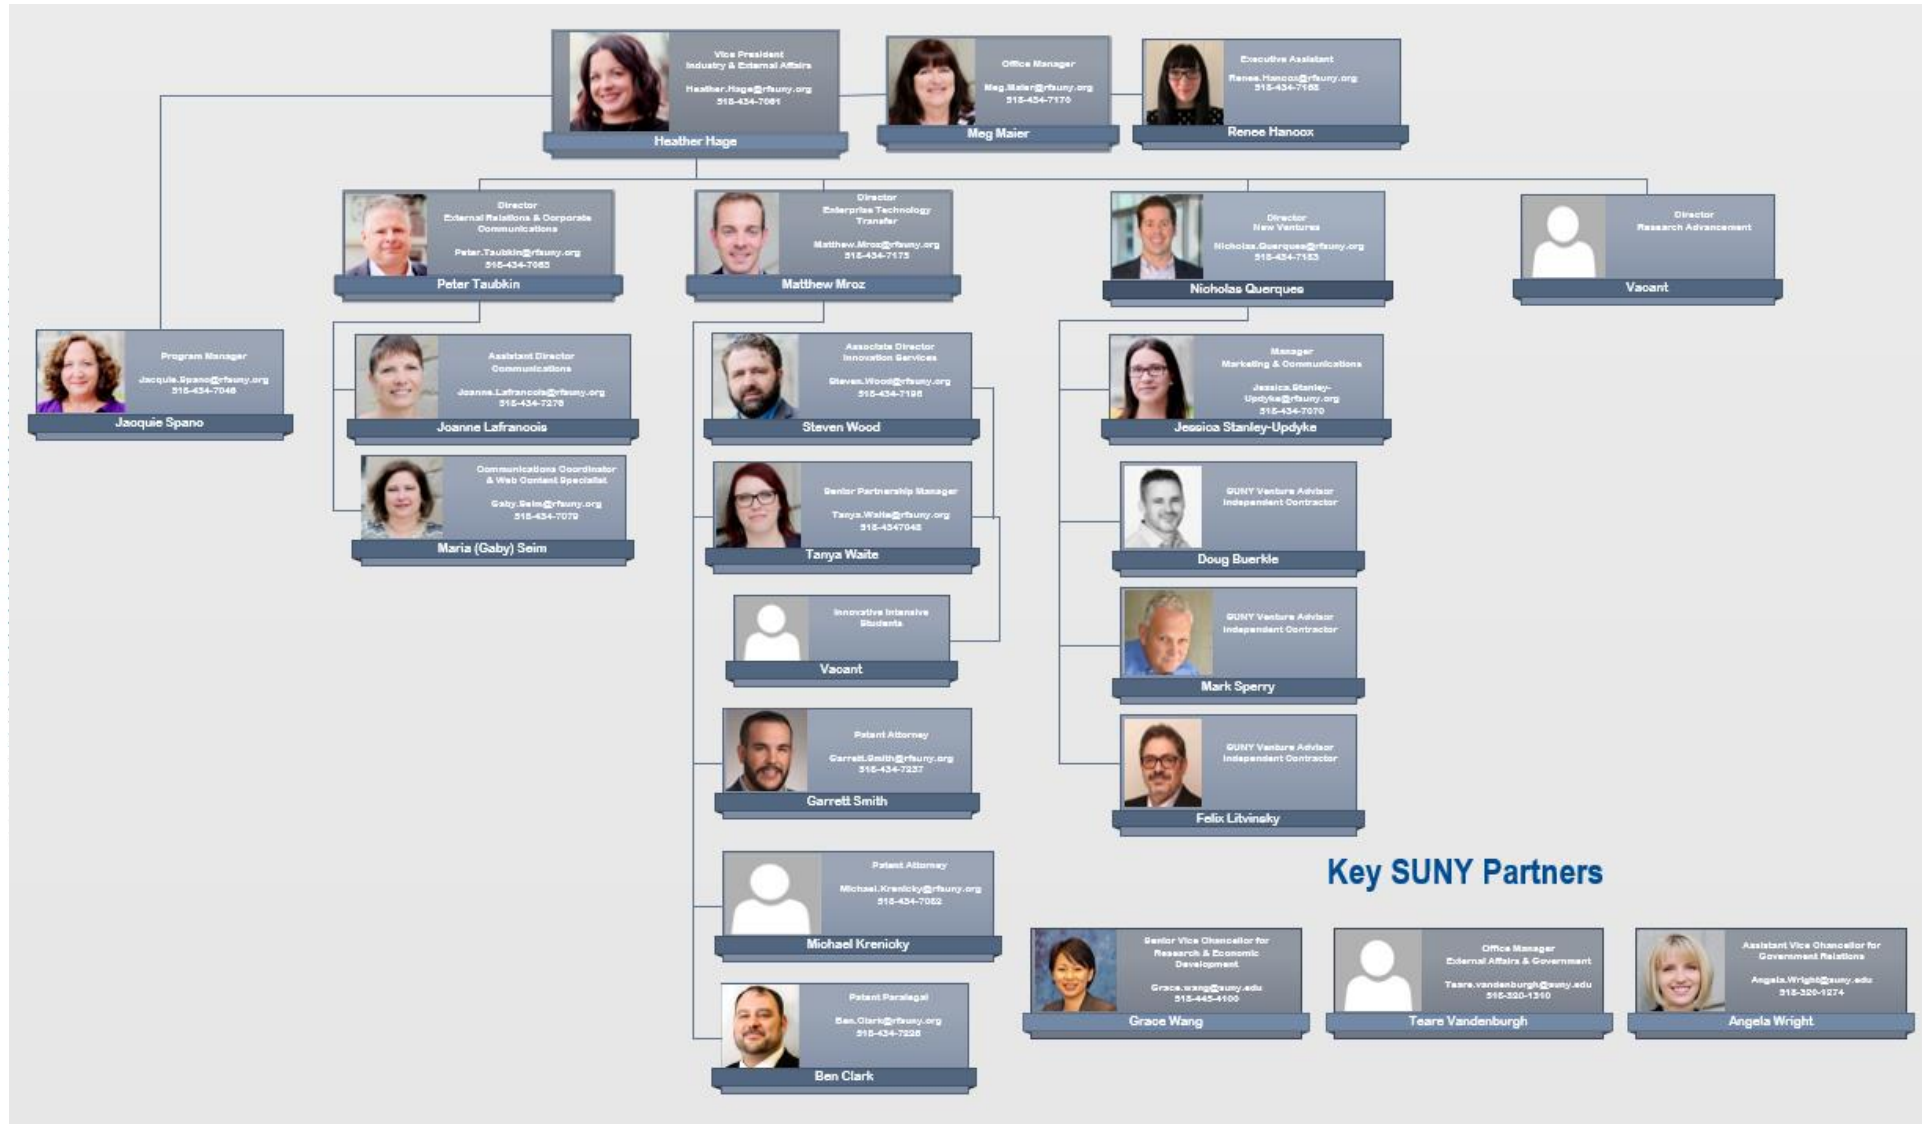 Vice President
Industry & External Affairs
Heather.Hage@rfsuny.org
518-434-7061
Heather Hage
Office Manager
Meg.Maier@rfsuny.org
518-434-7170
Meg Maier
Executive Assistant
Renee.Hancox@rfsuny.org
518-434-7168
Renee Hancox
Director
External Relations & Corporate
Communications
Peter.Taubkin@rfsuny.org
518-434-7063
Peter Taubkin
Director
Enterprise Technology
Transfer
Matthew.Mroz@rfsuny.org
518-434-7175
Matthew Mroz
Director
New Ventures
Nicholas.Querques@rfsuny.org
518-434-7183
Nicholas Querques
Director
Research Advancement
Vacant
Program Manager
Jacquie.Spano@rfsuny.org
518-434-7046
Jacquie Spano
Assistant Director
Communications
Joanne.Lafrancois@rfsuny.org
518-434-7276
Joanne Lafrancois
Communications Coordinator
& Web Content Specialist
Gaby.Seim@rfsuny.org
518-434-7079
Maria (Gaby) Seim
Associate Director
Innovation Services
Steven.Wood@rfsuny.org
518-434-7196
Steven Wood
Senior Partnership Manager
Tanya.Waite@rfsuny.org
518-4347048
Tanya Waite
Innovative Intensive
Students
Vacant
Patent Attorney
Garrett.Smith@rfsuny.org
518-434-7237
Garrett Smith
Patent Attorney
Michael.Krenicky@rfsuny.org
518-434-7082
Michael Krenicky
Patent Paralegal
Ben.Clark@rfsuny.org
518-434-7226
Ben Clark
Manager
Marketing & Communications
Jessica.Stanley-
Updyke@rfsuny.org
518-434-7070
Jessica Stanley-Updyke
SUNY Venture Advisor
Independent Contractor
Doug Buerkle
SUNY Venture Advisor
Independent Contractor
Mark Sperry
SUNY Venture Advisor
Independent Contractor
Felix Litvinsky
Key SUNY Partners
Senior Vice Chancellor for
Research & Economic
Development
Grace.wang@suny.edu
518-445-4100
Grace Wang
Office Manager
External Affairs & Government
Teare.vandenburgh@suny.edu
518-320-1310
Teare Vandenburgh
Assistant Vice Chancellor for
Government Relations
Angela.Wright@suny.edu
518-320-1274
Angela Wright